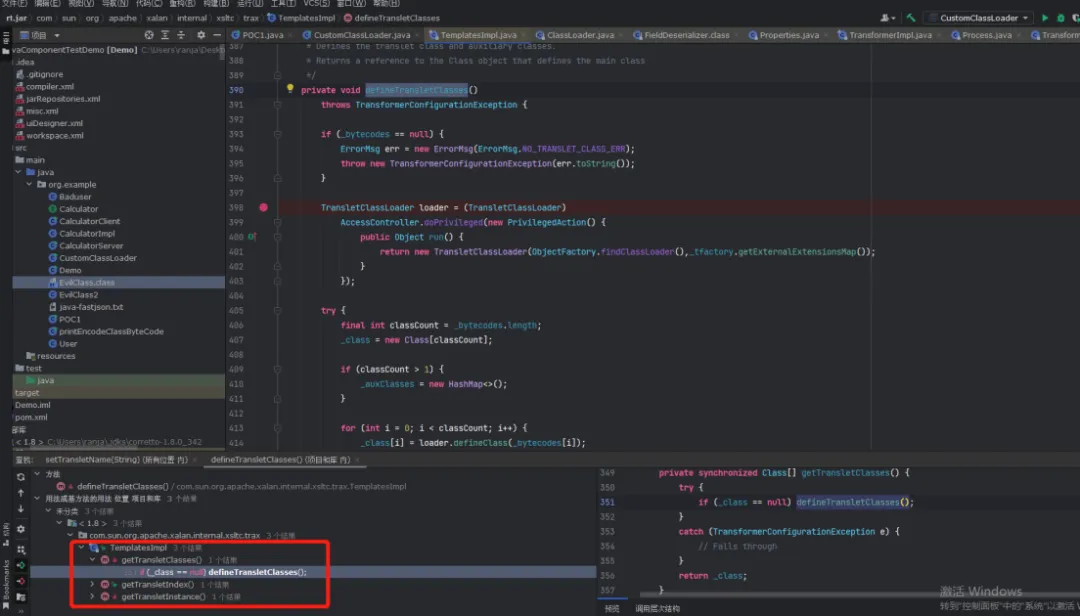 文件(F) 编辑(E) 视图(V) 导航(N) 代码(C) 重构(R) 构建(B) 运行(U) 工具(T) VCS(S) 窗口(W) 帮助(H)
rt.jar com sun org apache xalan internal xsltc trax TemplatesImpl defineTransletClasses
CustomClassLoader
项目
POC1.java CustomClassLoader.java TemplatesImpl.java ClassLoader.java FieldDeserializer.class Properties.java TransformerImpl.java Process.java Transform
vaComponentTestDemo [Demo] C:\Users\ranja\Desk
.idea
.gitignore
compiler.xml
jarRepositories.xml
misc.xml
uiDesigner.xml
workspace.xml
src
main
java
org.example
Baduser
Calculator
CalculatorClient
CalculatorImpl
CalculatorServer
CustomClassLoader
Demo
EvilClass.class
EvilClass2
java-fastjson.txt
POC1
printEncodeClassByteCode
User
resources
test
java
target
Demo.iml
pom.xml
部库
< 1.8 > C:\Users\ranja\.jdks\corretto-1.8.0_342
387 * Defines the translet class and auxiliary classes.
388 * Returns a reference to the Class object that defines the main class
389 */
390 private void defineTransletClasses()
391 throws TransformerConfigurationException {
392
393 if (_bytecodes == null) {
394 ErrorMsg err = new ErrorMsg(ErrorMsg.NO_TRANSLET_CLASS_ERR);
395 throw new TransformerConfigurationException(err.toString());
396 }
397
398 TransletClassLoader loader = (TransletClassLoader)
399 AccessController.doPrivileged(new PrivilegedAction() {
400 public Object run() {
401 return new TransletClassLoader(ObjectFactory.findClassLoader(),_tfactory.getExternalExtensionsMap());
402 }
403 });
404
405 try {
406 final int classCount = _bytecodes.length;
407 _class = new Class[classCount];
408
409 if (classCount > 1) {
410 _auxClasses = new HashMap<>();
411 }
412
413 for (int i = 0; i < classCount; i++) {
414 _class[i] = loader.defineClass(_bytecodes[i]);
查找: setTransletName(String) (所有位置 内) defineTransletClasses() (项目和库 内)
方法
defineTransletClasses() / com.sun.org.apache.xalan.internal.xsltc.trax.TemplatesImpl
用法或基方法的用法 位置 项目和库 3 个结果
未分类 3 个结果
< 1.8 > 3 个结果
com.sun.org.apache.xalan.internal.xsltc.trax 3 个结果
TemplatesImpl 3 个结果
getTransletClasses() 1 个结果
if (_class == null) defineTransletClasses();
getTransletIndex() 1 个结果
getTransletInstance() 1 个结果
Bookmarks
349 private synchronized Class[] getTransletClasses() {
350 try {
351 if (_class == null) defineTransletClasses();
352 }
353 catch (TransformerConfigurationException e) {
354 // Falls through
355 }
356 return _class;
357 }
预览 调用层次结构
激活 Windows
转到"控制面板"中的"系统"以激活